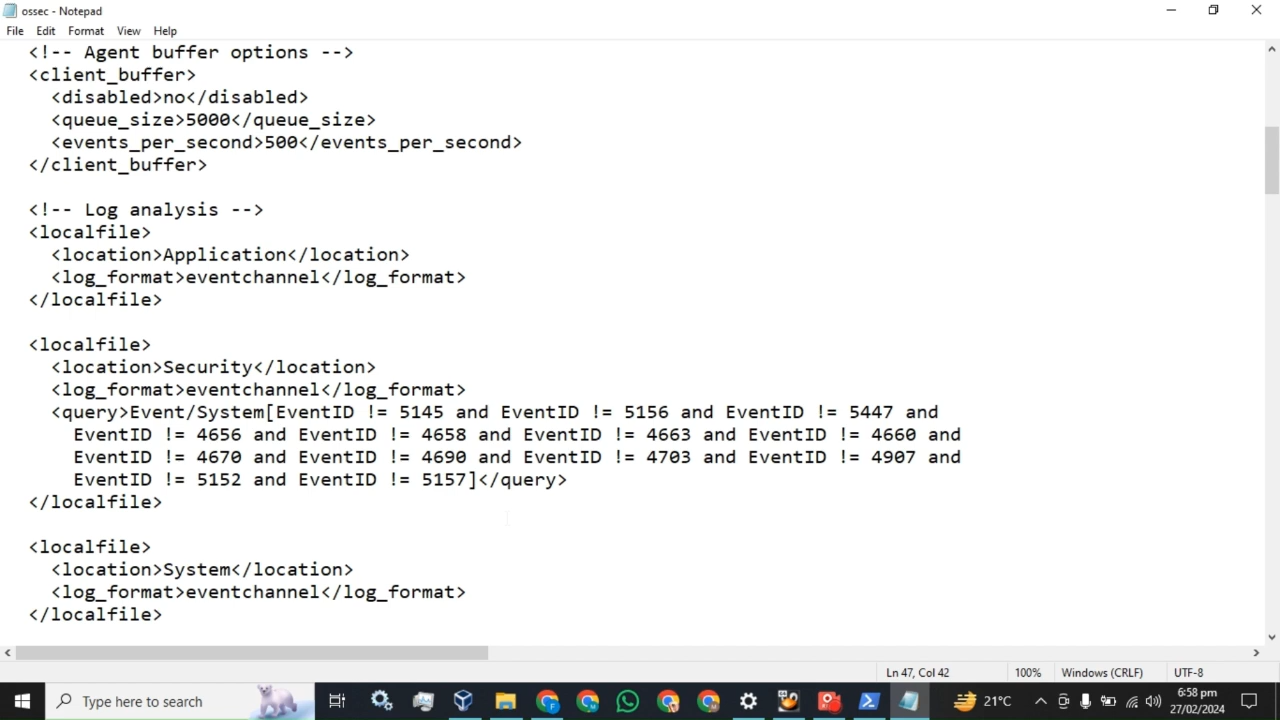 ossec - Notepad
File Edit Format View Help
<!-- Agent buffer options -->
<client_buffer>
<disabled>no</disabled>
<queue_size>5000</queue_size>
<events_per_second>500</events_per_second>
</client_buffer>
<!-- Log analysis -->
<localfile>
<location>Application</location>
<log_format>eventchannel</log_format>
</localfile>
<localfile>
<location>Security</location>
<log_format>eventchannel</log_format>
<query>Event/System[EventID != 5145 and EventID != 5156 and EventID != 5447 and
EventID != 4656 and EventID != 4658 and EventID != 4663 and EventID != 4660 and
EventID != 4670 and EventID != 4690 and EventID != 4703 and EventID != 4907 and
EventID != 5152 and EventID != 5157]</query>
</localfile>
<localfile>
<location>System</location>
<log_format>eventchannel</log_format>
</localfile>
Ln 47, Col 42 100% Windows (CRLF) UTF-8
Type here to search 21°C 6:58 pm
27/02/2024